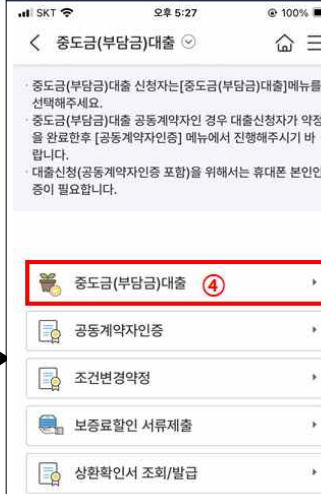 SKT 오후 5:27 100%
중도금(부담금)대출
· 중도금(부담금)대출 신청자는[중도금(부담금)대출]메뉴를
선택해주세요.
· 중도금(부담금)대출 공동계약자인 경우 대출신청자가 약정
을 완료한후 [공동계약자인증] 메뉴에서 진행해주시기 바
랍니다.
· 대출신청(공동계약자인증 포함)을 위해서는 휴대폰 본인인
증이 필요합니다.
중도금(부담금)대출 ④
공동계약자인증
조건변경약정
보증료할인 서류제출
상환확인서 조회/발급